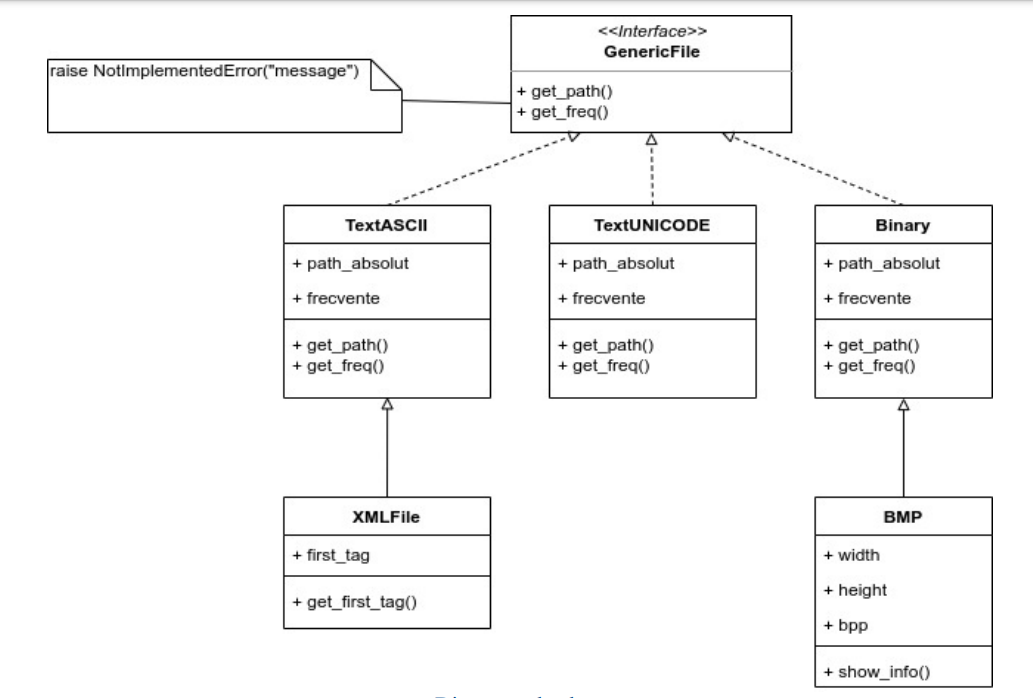 <<Interface>>
GenericFile
+ get_path()
+ get_freq()
raise NotImplementedError("message")
TextASCII
+ path_absolut
+ frecvente
+ get_path()
+ get_freq()
TextUNICODE
+ path_absolut
+ frecvente
+ get_path()
+ get_freq()
Binary
+ path_absolut
+ frecvente
+ get_path()
+ get_freq()
XMLFile
+ first_tag
+ get_first_tag()
BMP
+ width
+ height
+ bpp
+ show_info()